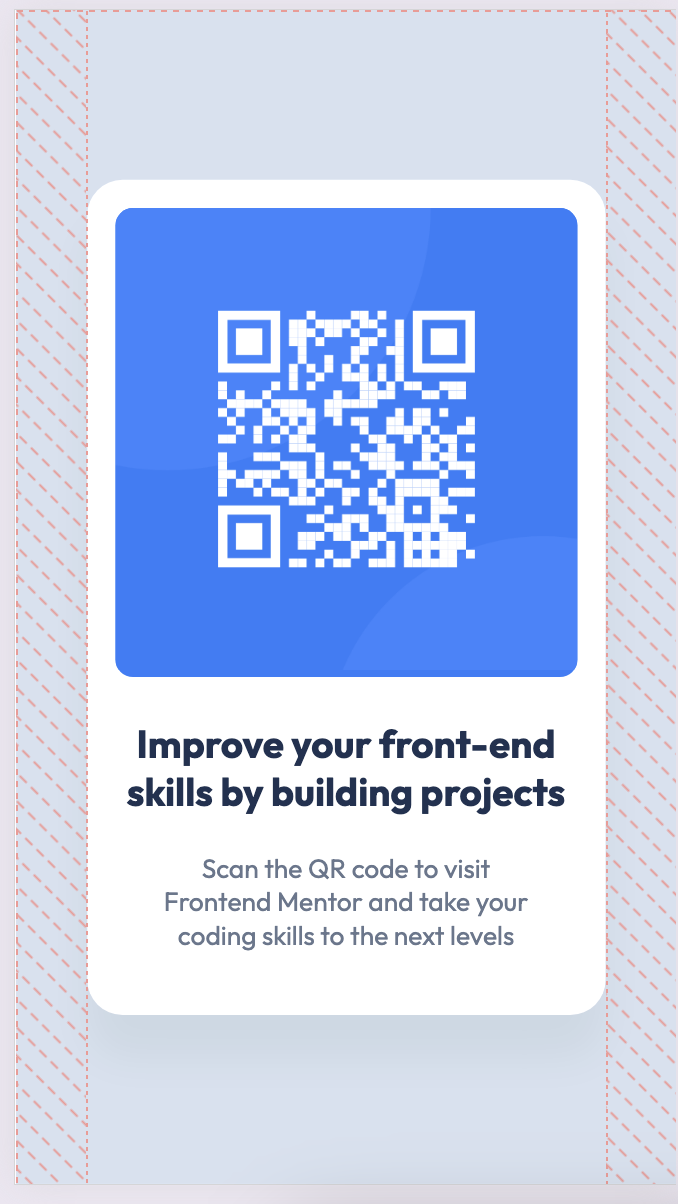 Improve your front-end
skills by building projects
Scan the QR code to visit
Frontend Mentor and take your
coding skills to the next levels